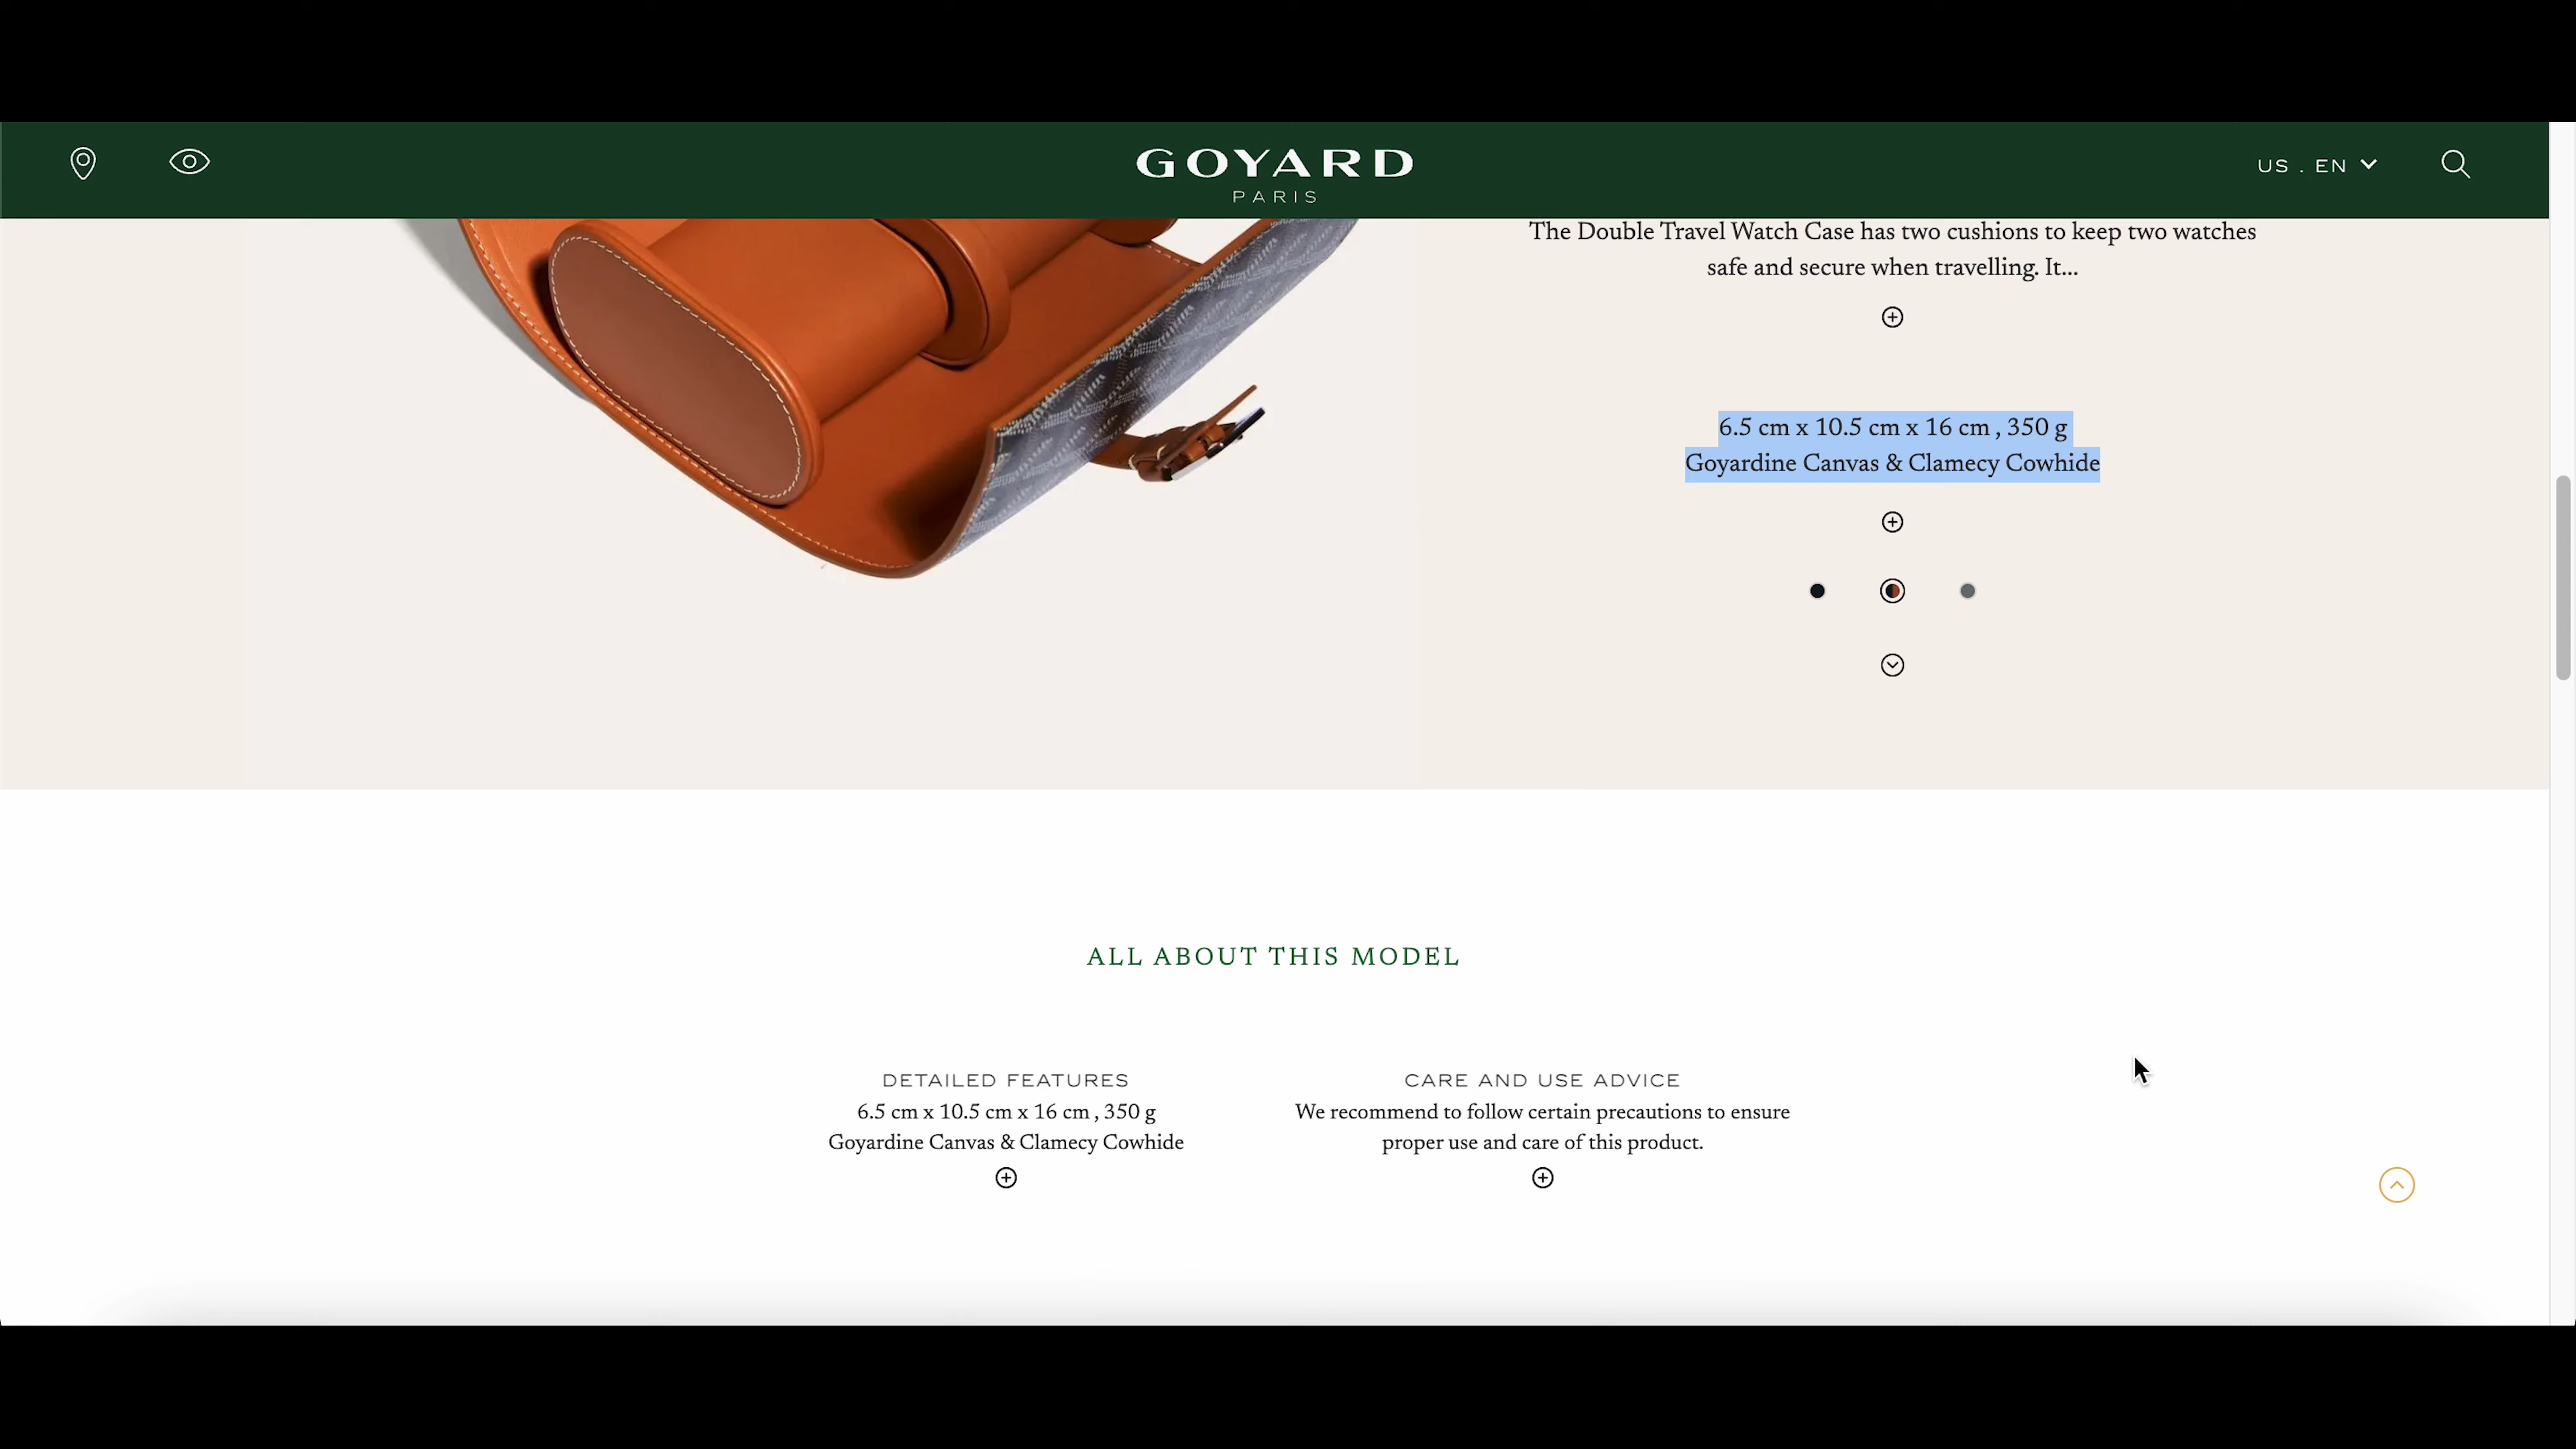 GOYARD
PARIS
US . EN
The Double Travel Watch Case has two cushions to keep two watches
safe and secure when travelling. It...
6.5 cm x 10.5 cm x 16 cm , 350 g
Goyardine Canvas & Clamecy Cowhide
ALL ABOUT THIS MODEL
DETAILED FEATURES
6.5 cm x 10.5 cm x 16 cm , 350 g
Goyardine Canvas & Clamecy Cowhide
CARE AND USE ADVICE
We recommend to follow certain precautions to ensure
proper use and care of this product.